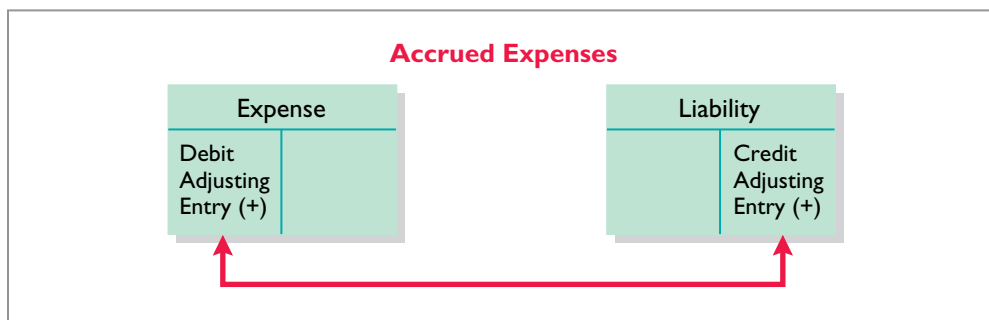 Accrued Expenses
Expense
Debit
Adjusting
Entry (+)
Liability
Credit
Adjusting
Entry (+)